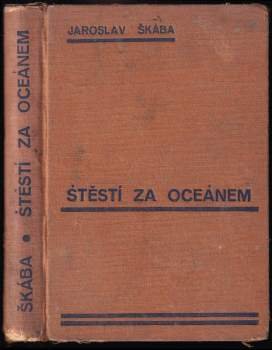 ŠKÁBA • ŠTĚSTÍ ZA OCEÁNEM
JAROSLAV ŠKÁBA
ŠTĚSTÍ ZA OCEÁNEM